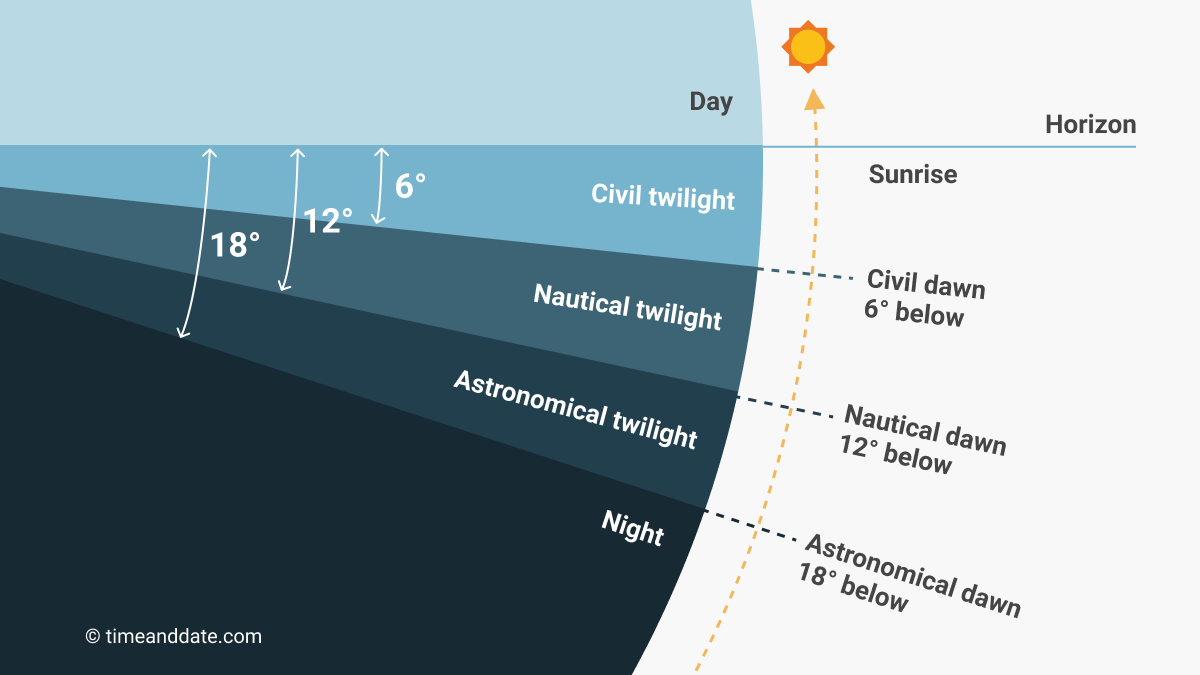 Day
Horizon
Sunrise
6°
Civil twilight
12°
18°
Civil dawn
6° below
Nautical twilight
Nautical dawn
12° below
Astronomical twilight
Night
Astronomical dawn
18° below
© timeanddate.com